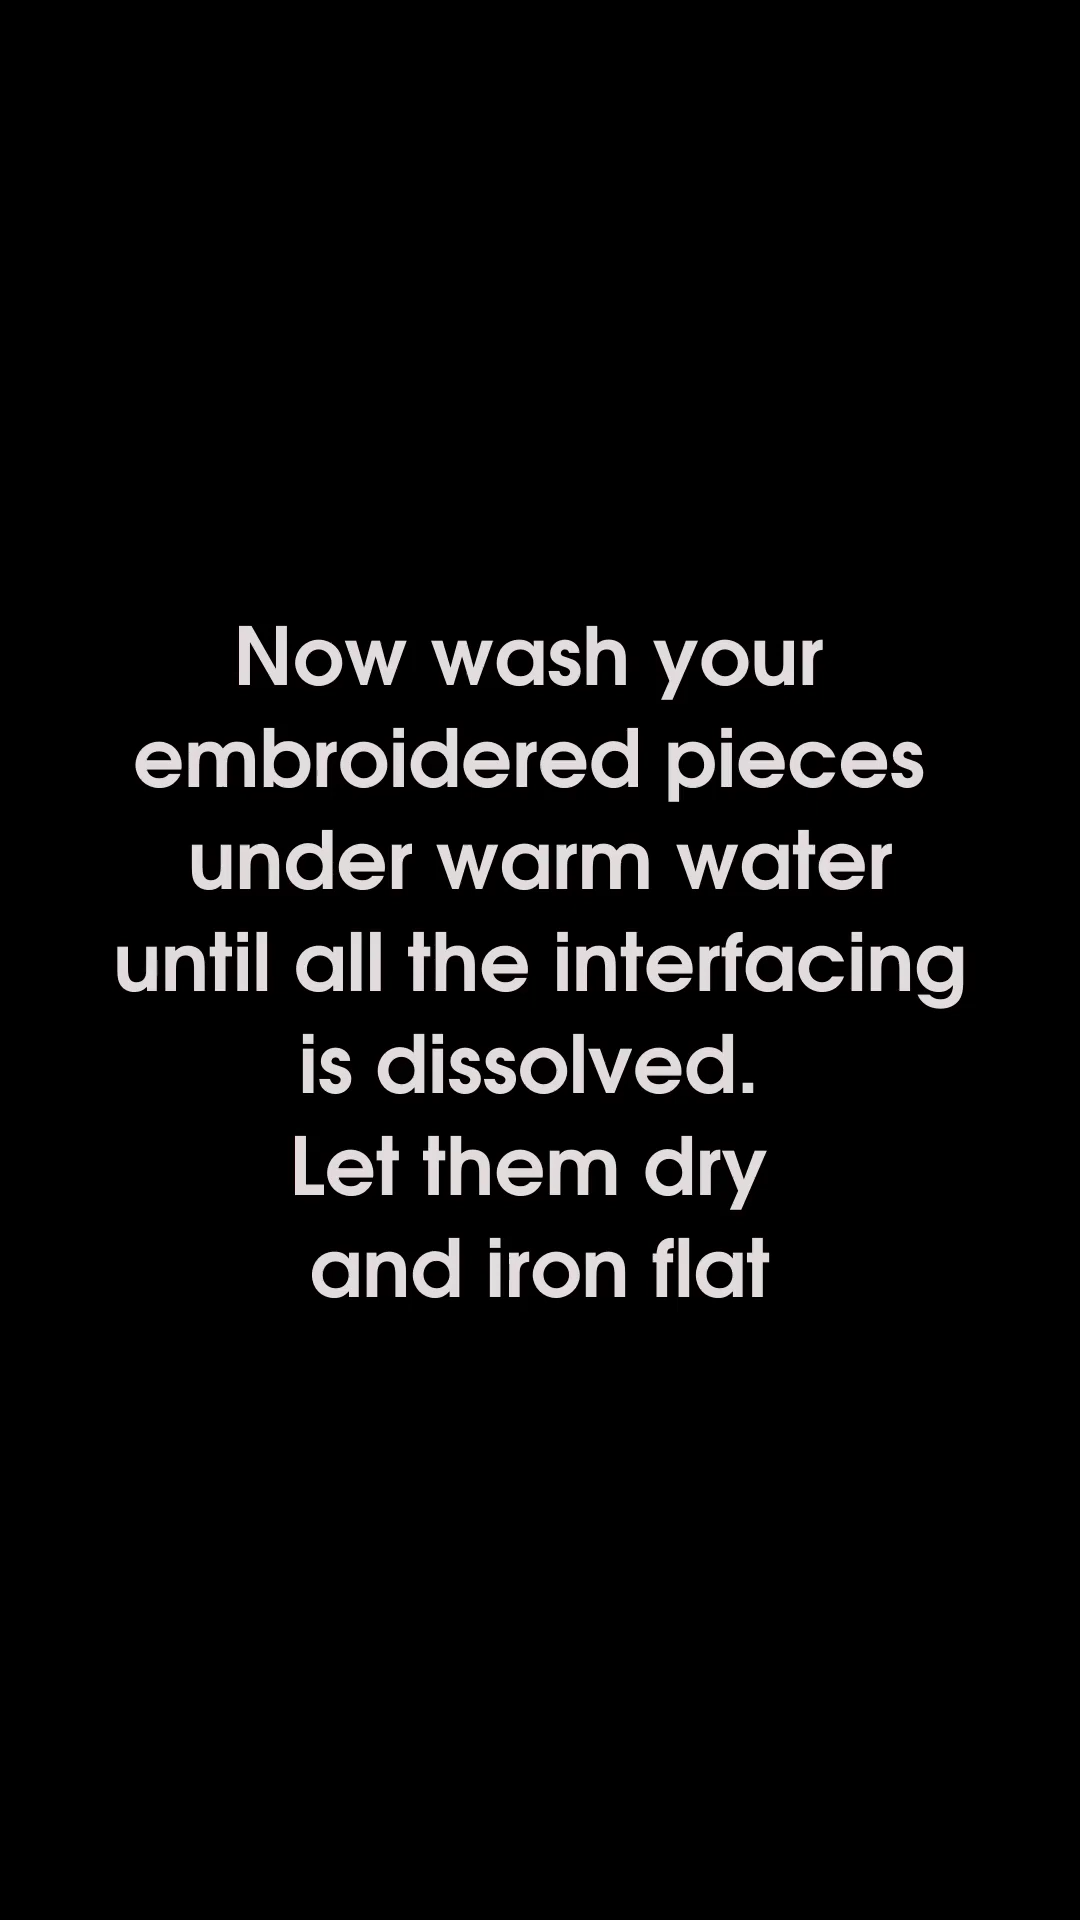 Now wash your
embroidered pieces
under warm water
until all the interfacing
is dissolved.
Let them dry
and iron flat